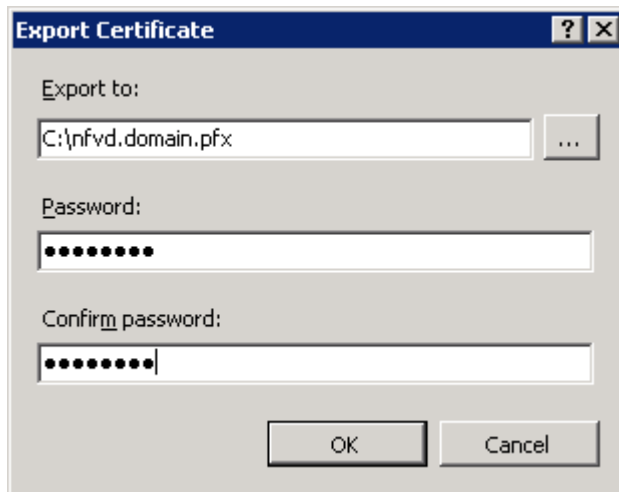 Export Certificate
Export to:
C:\nfvd.domain.pfx
...
Password:
●●●●●●●●
Confirm password:
●●●●●●●●
OK Cancel